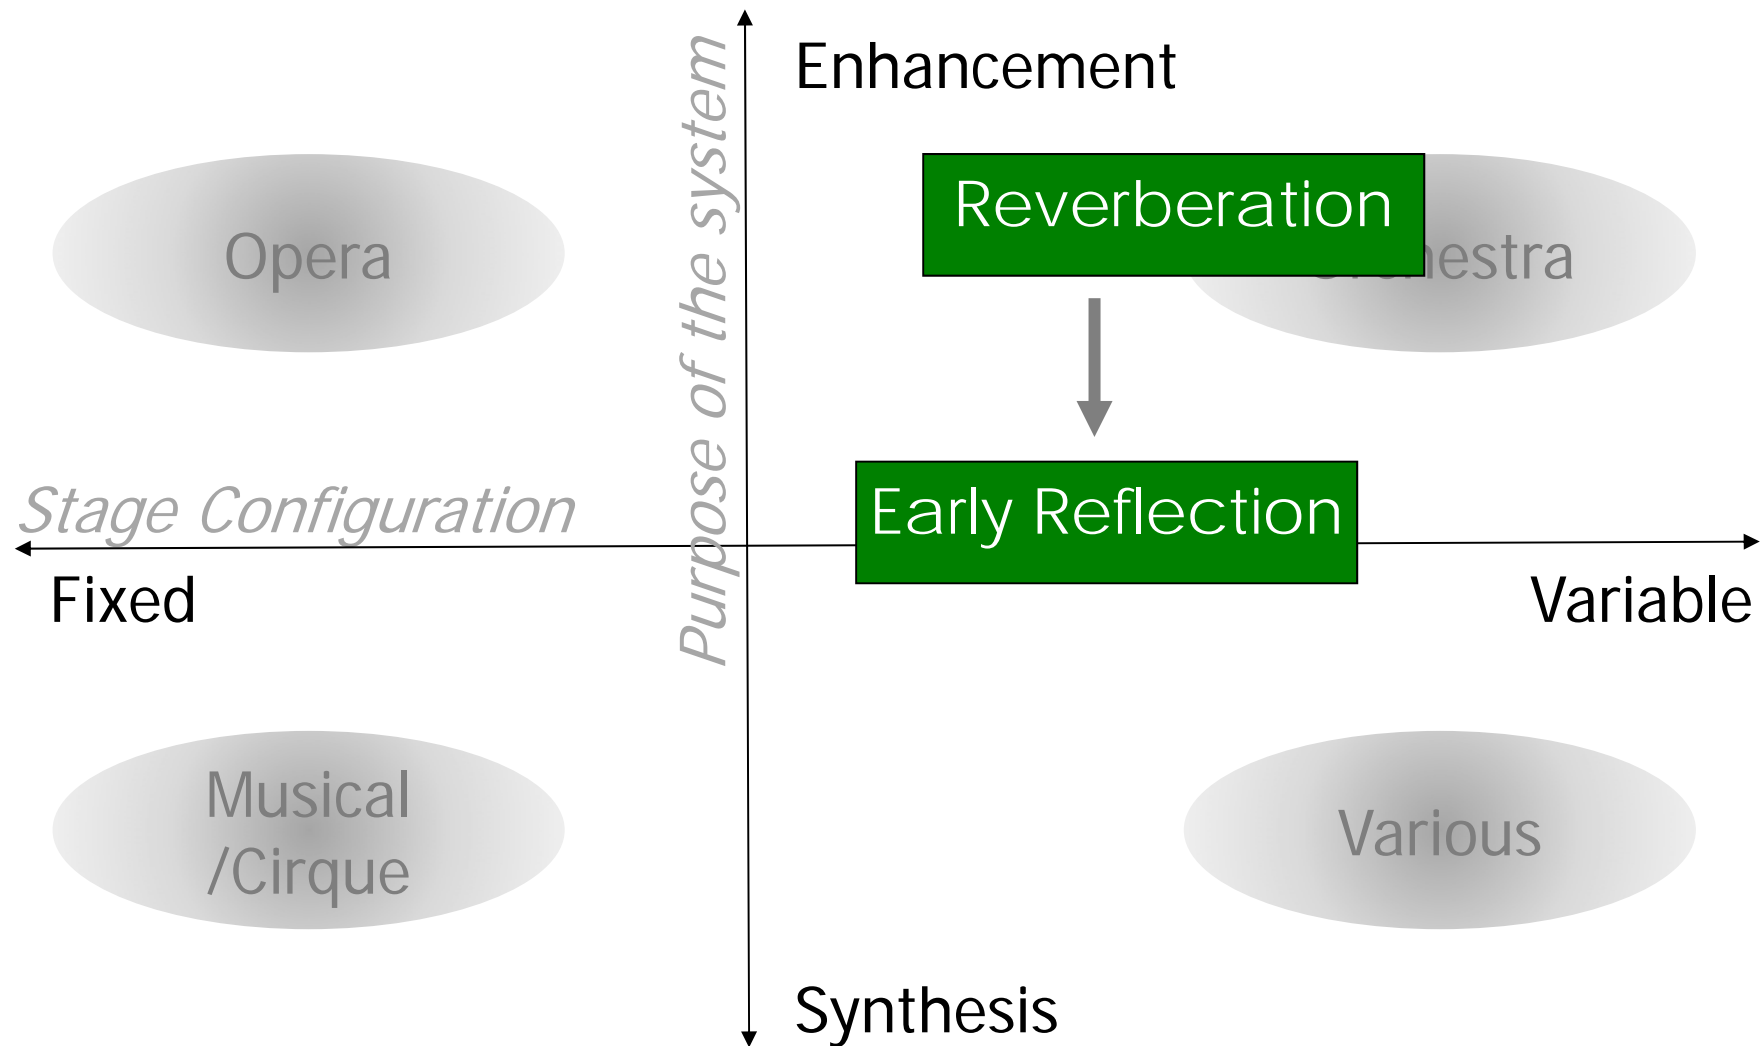 Enhancement
Purpose of the system
Reverberation
Opera
Stage Configuration
Early Reflection
Fixed
Variable
Musical
/Cirque
Various
Synthesis